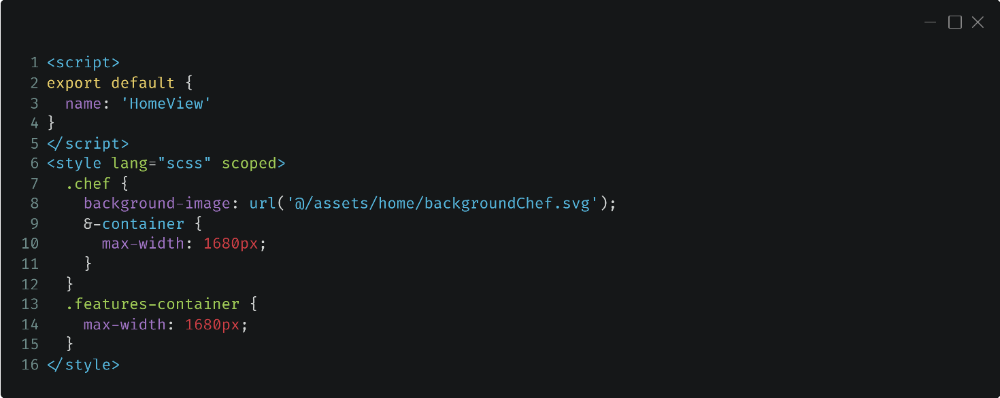 1 <script>
2 export default {
3   name: 'HomeView'
4 }
5 </script>
6 <style lang="scss" scoped>
7   .chef {
8     background-image: url('@/assets/home/backgroundChef.svg');
9     &-container {
10       max-width: 1680px;
11     }
12   }
13   .features-container {
14     max-width: 1680px;
15   }
16 </style>